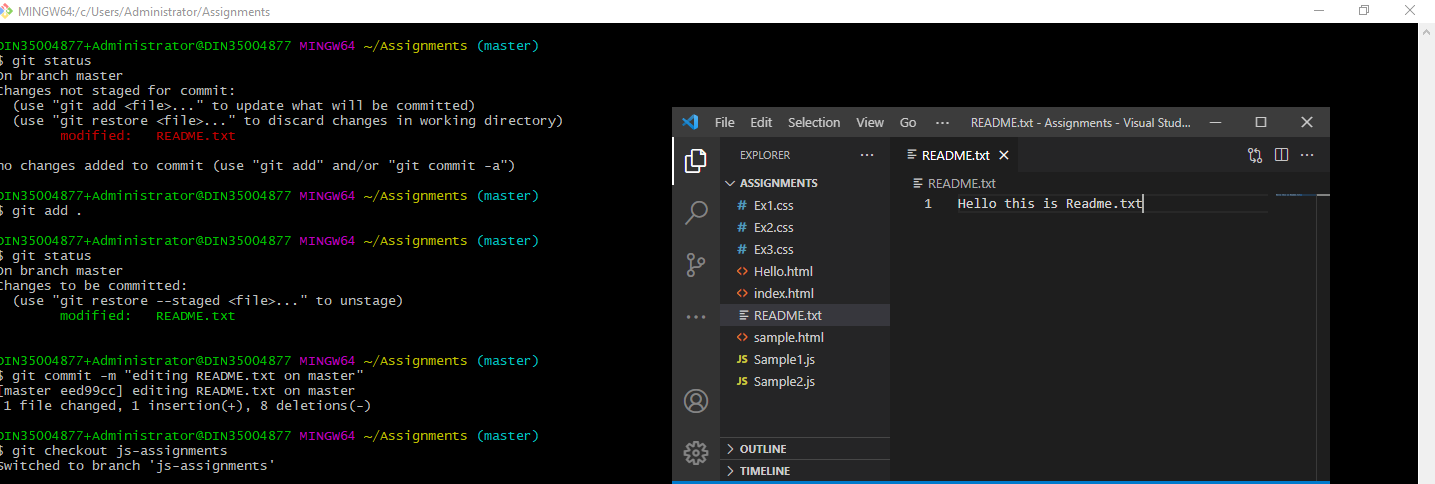 MINGW64:/c/Users/Administrator/Assignments
DIN35004877+Administrator@DIN35004877 MINGW64 ~/Assignments (master)
$ git status
On branch master
Changes not staged for commit:
  (use "git add <file>..." to update what will be committed)
  (use "git restore <file>..." to discard changes in working directory)
        modified:   README.txt
no changes added to commit (use "git add" and/or "git commit -a")
DIN35004877+Administrator@DIN35004877 MINGW64 ~/Assignments (master)
$ git add .
DIN35004877+Administrator@DIN35004877 MINGW64 ~/Assignments (master)
$ git status
On branch master
Changes to be committed:
  (use "git restore --staged <file>..." to unstage)
        modified:   README.txt
DIN35004877+Administrator@DIN35004877 MINGW64 ~/Assignments (master)
$ git commit -m "editing README.txt on master"
[master eed99cc] editing README.txt on master
 1 file changed, 1 insertion(+), 8 deletions(-)
DIN35004877+Administrator@DIN35004877 MINGW64 ~/Assignments (master)
$ git checkout js-assignments
Switched to branch 'js-assignments'
File Edit Selection View Go ··· README.txt - Assignments - Visual Stud...
EXPLORER ···
ASSIGNMENTS
# Ex1.css
# Ex2.css
# Ex3.css
<> Hello.html
<> index.html
README.txt
<> sample.html
JS Sample1.js
JS Sample2.js
OUTLINE
TIMELINE
README.txt
README.txt
1 Hello this is Readme.txt